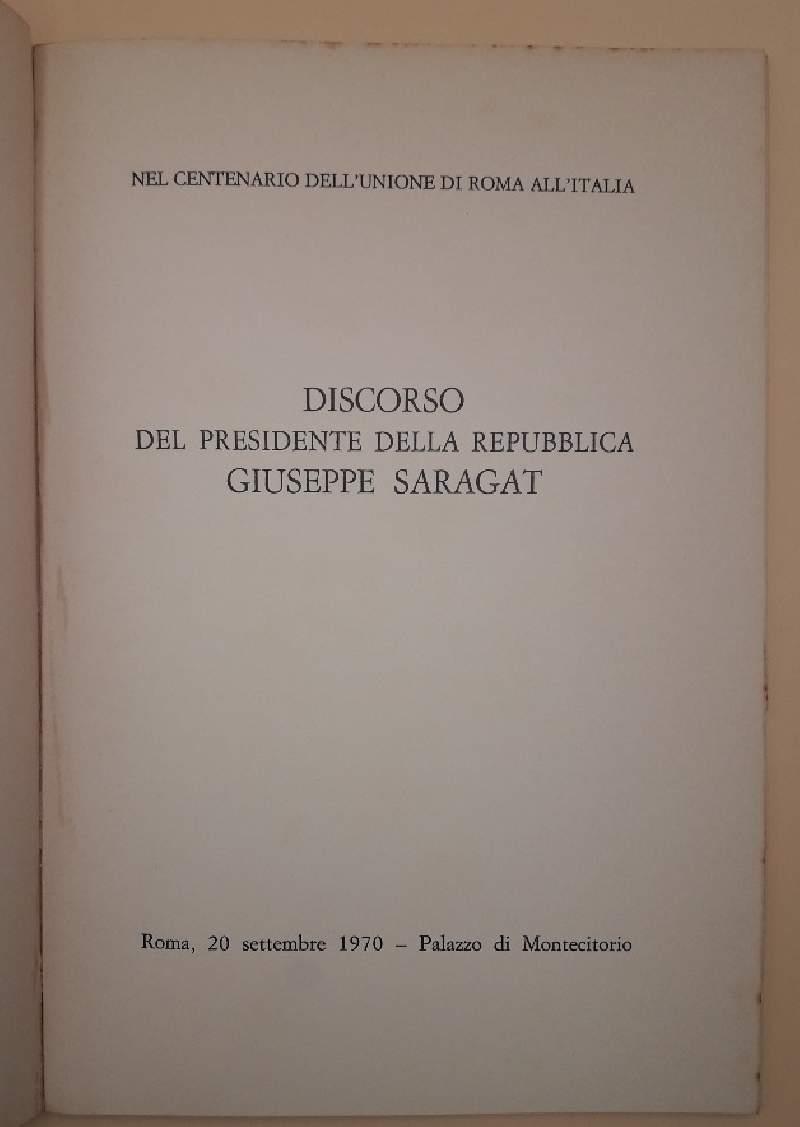 NEL CENTENARIO DELL'UNIONE DI ROMA ALL'ITALIA
DISCORSO
DEL PRESIDENTE DELLA REPUBBLICA
GIUSEPPE SARAGAT
Roma, 20 settembre 1970 – Palazzo di Montecitorio